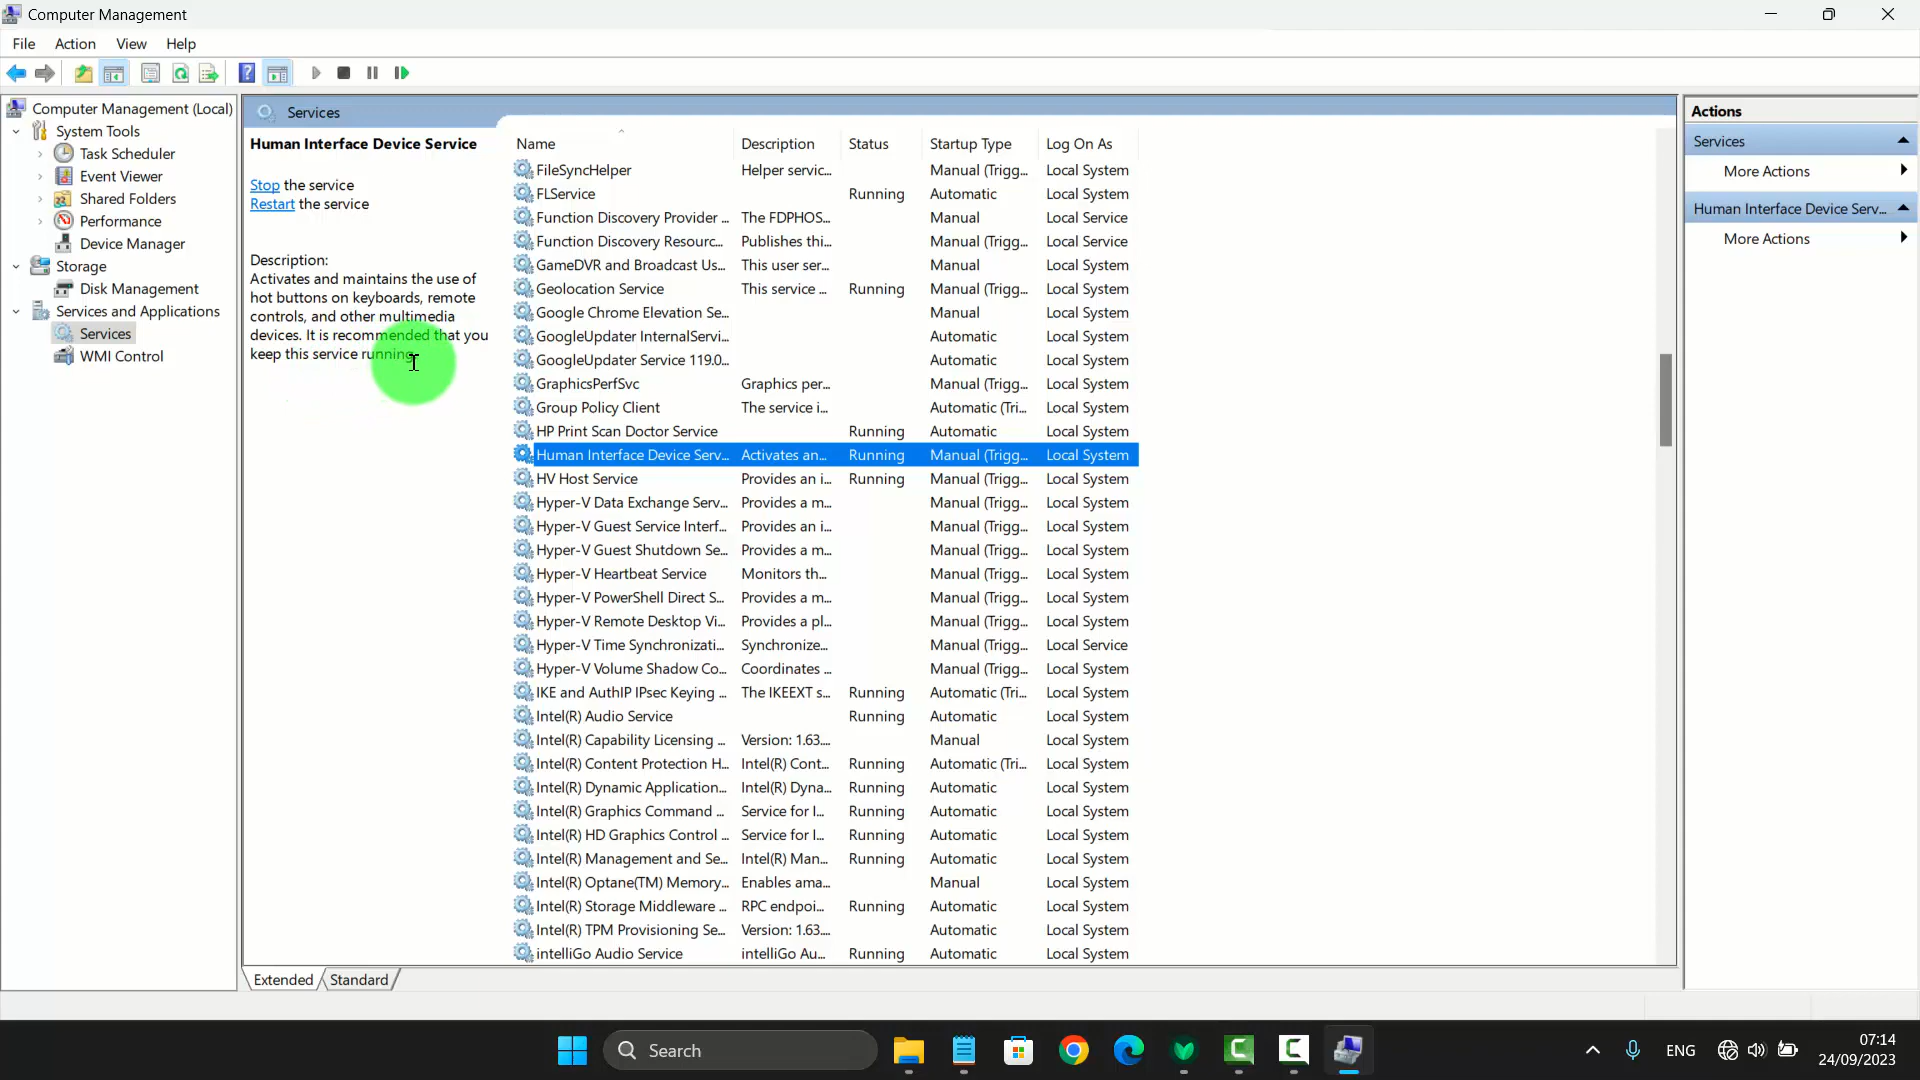 Computer Management
File Action View Help
Computer Management (Local)
System Tools
Task Scheduler
Event Viewer
Shared Folders
Performance
Device Manager
Storage
Disk Management
Services and Applications
Services
WMI Control
Services
Human Interface Device Service
Stop the service
Restart the service
Description:
Activates and maintains the use of
hot buttons on keyboards, remote
controls, and other multimedia
devices. It is recommended that you
keep this service running.
Name Description Status Startup Type Log On As
FileSyncHelper Helper servic... Manual (Trigg... Local System
FLService Running Automatic Local System
Function Discovery Provider ... The FDPHOS... Manual Local Service
Function Discovery Resourc... Publishes thi... Manual (Trigg... Local Service
GameDVR and Broadcast Us... This user ser... Manual Local System
Geolocation Service This service ... Running Manual (Trigg... Local System
Google Chrome Elevation Se... Manual Local System
GoogleUpdater InternalServi... Automatic Local System
GoogleUpdater Service 119.0... Automatic Local System
GraphicsPerfSvc Graphics per... Manual (Trigg... Local System
Group Policy Client The service i... Automatic (Tri... Local System
HP Print Scan Doctor Service Running Automatic Local System
Human Interface Device Serv... Activates an... Running Manual (Trigg... Local System
HV Host Service Provides an i... Running Manual (Trigg... Local System
Hyper-V Data Exchange Serv... Provides a m... Manual (Trigg... Local System
Hyper-V Guest Service Interf... Provides an i... Manual (Trigg... Local System
Hyper-V Guest Shutdown Se... Provides a m... Manual (Trigg... Local System
Hyper-V Heartbeat Service Monitors th... Manual (Trigg... Local System
Hyper-V PowerShell Direct S... Provides a m... Manual (Trigg... Local System
Hyper-V Remote Desktop Vi... Provides a pl... Manual (Trigg... Local System
Hyper-V Time Synchronizati... Synchronize... Manual (Trigg... Local Service
Hyper-V Volume Shadow Co... Coordinates ... Manual (Trigg... Local System
IKE and AuthIP IPsec Keying ... The IKEEXT s... Running Automatic (Tri... Local System
Intel(R) Audio Service Running Automatic Local System
Intel(R) Capability Licensing ... Version: 1.63.... Manual Local System
Intel(R) Content Protection H... Intel(R) Cont... Running Automatic (Tri... Local System
Intel(R) Dynamic Application... Intel(R) Dyna... Running Automatic Local System
Intel(R) Graphics Command ... Service for I... Running Automatic Local System
Intel(R) HD Graphics Control ... Service for I... Running Automatic Local System
Intel(R) Management and Se... Intel(R) Man... Running Automatic Local System
Intel(R) Optane(TM) Memory... Enables ama... Manual Local System
Intel(R) Storage Middleware ... RPC endpoi... Running Automatic Local System
Intel(R) TPM Provisioning Se... Version: 1.63.... Automatic Local System
intelliGo Audio Service intelliGo Au... Running Automatic Local System
Extended Standard
Actions
Services
More Actions
Human Interface Device Serv...
More Actions
Search
ENG
07:14
24/09/2023